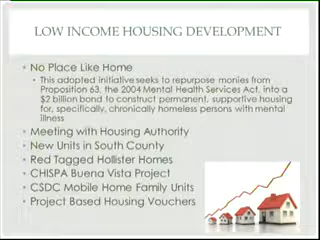 LOW INCOME HOUSING DEVELOPMENT
• No Place Like Home
• This adopted initiative seeks to repurpose monies from
Proposition 63, the 2004 Mental Health Services Act, into a
$2 billion bond to construct permanent, supportive housing
for, specifically, chronically homeless persons with mental
illness
• Meeting with Housing Authority
• New Units in South County
• Red Tagged Hollister Homes
• CHISPA Buena Vista Project
• CSDC Mobile Home Family Units
• Project Based Housing Vouchers